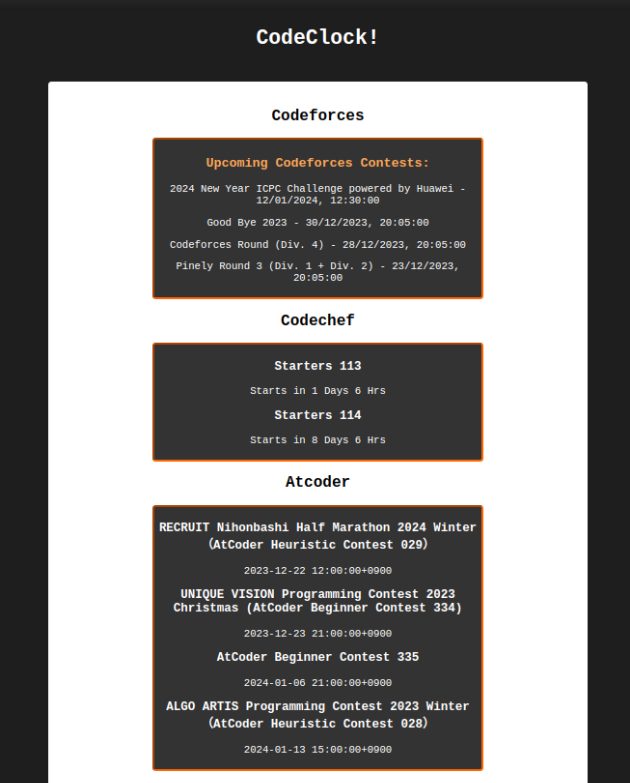 CodeClock!
Codeforces
Upcoming Codeforces Contests:
2024 New Year ICPC Challenge powered by Huawei -
12/01/2024, 12:30:00
Good Bye 2023 - 30/12/2023, 20:05:00
Codeforces Round (Div. 4) - 28/12/2023, 20:05:00
Pinely Round 3 (Div. 1 + Div. 2) - 23/12/2023,
20:05:00
Codechef
Starters 113
Starts in 1 Days 6 Hrs
Starters 114
Starts in 8 Days 6 Hrs
Atcoder
RECRUIT Nihonbashi Half Marathon 2024 Winter
（AtCoder Heuristic Contest 029）
2023-12-22 12:00:00+0900
UNIQUE VISION Programming Contest 2023
Christmas (AtCoder Beginner Contest 334)
2023-12-23 21:00:00+0900
AtCoder Beginner Contest 335
2024-01-06 21:00:00+0900
ALGO ARTIS Programming Contest 2023 Winter
（AtCoder Heuristic Contest 028）
2024-01-13 15:00:00+0900